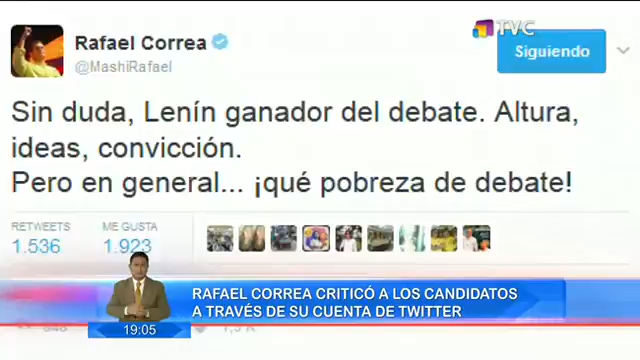 TVC
Rafael Correa
@MashiRafael
Siguiendo
Sin duda, Lenín ganador del debate. Altura,
ideas, convicción.
Pero en general... ¡qué pobreza de debate!
RETWEETS
ME GUSTA
1.536
1.923
RAFAEL CORREA CRITICÓ A LOS CANDIDATOS
A TRAVÉS DE SU CUENTA DE TWITTER
19:05